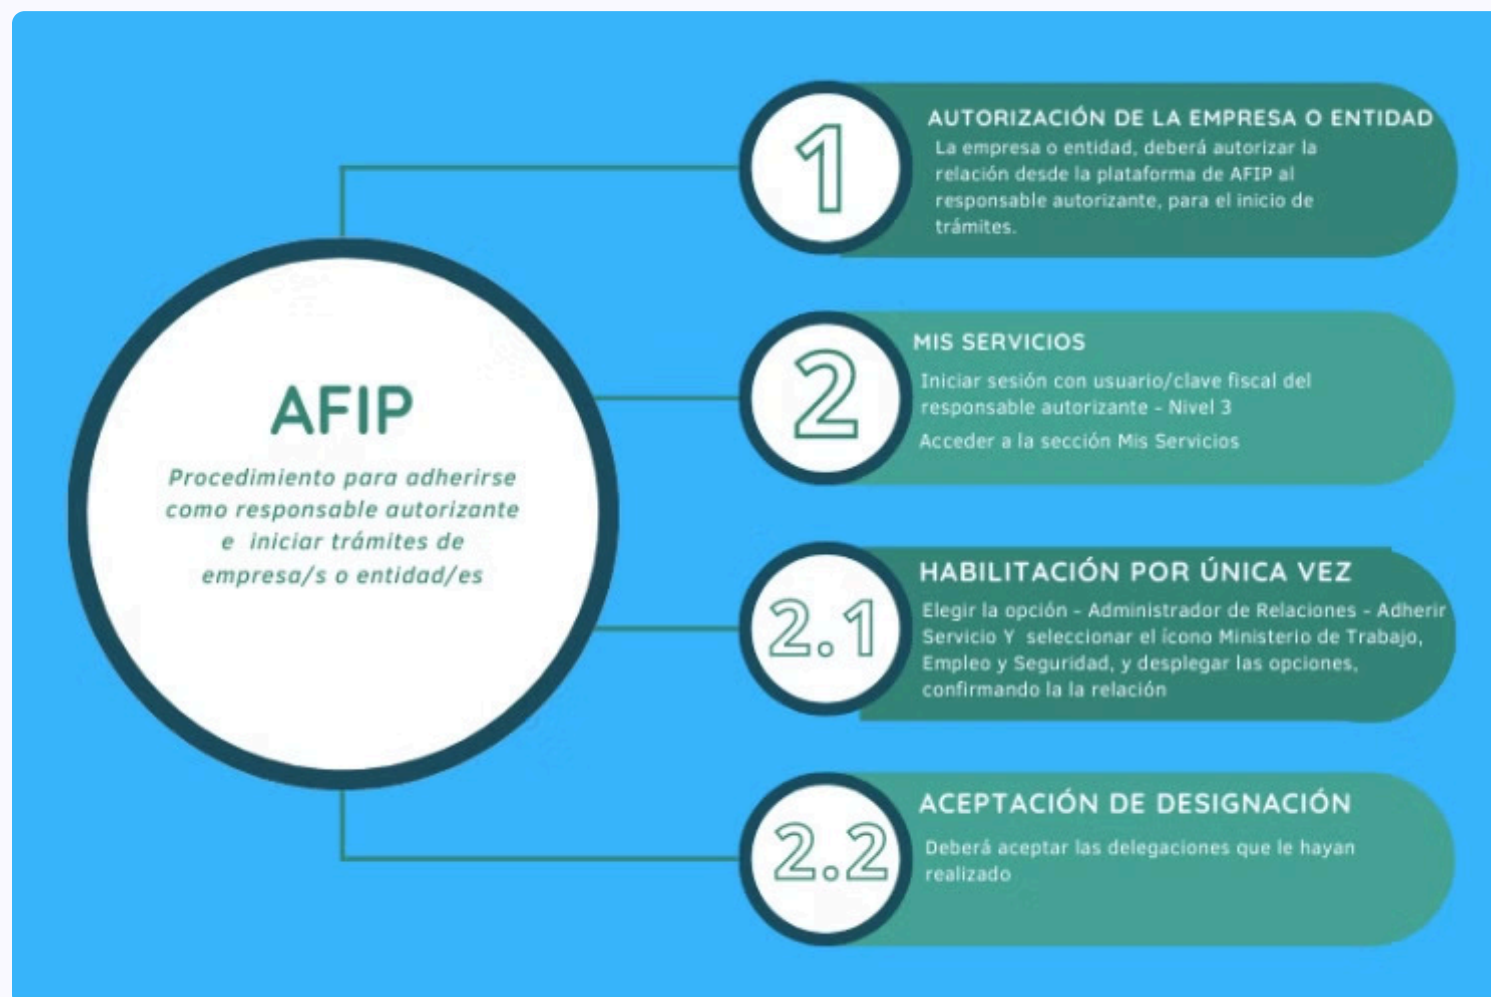 AFIP
Procedimiento para adherirse
como responsable autorizante
e iniciar trámites de
empresa/s o entidad/es
1
AUTORIZACIÓN DE LA EMPRESA O ENTIDAD
La empresa o entidad, deberá autorizar la
relación desde la plataforma de AFIP al
responsable autorizante, para el inicio de
trámites.
2
MIS SERVICIOS
Iniciar sesión con usuario/clave fiscal del
responsable autorizante - Nivel 3
Acceder a la sección Mis Servicios
2.1
HABILITACIÓN POR ÚNICA VEZ
Elegir la opción - Administrador de Relaciones - Adherir
Servicio Y seleccionar el ícono Ministerio de Trabajo,
Empleo y Seguridad, y desplegar las opciones,
confirmando la la relación
2.2
ACEPTACIÓN DE DESIGNACIÓN
Deberá aceptar las delegaciones que le hayan
realizado